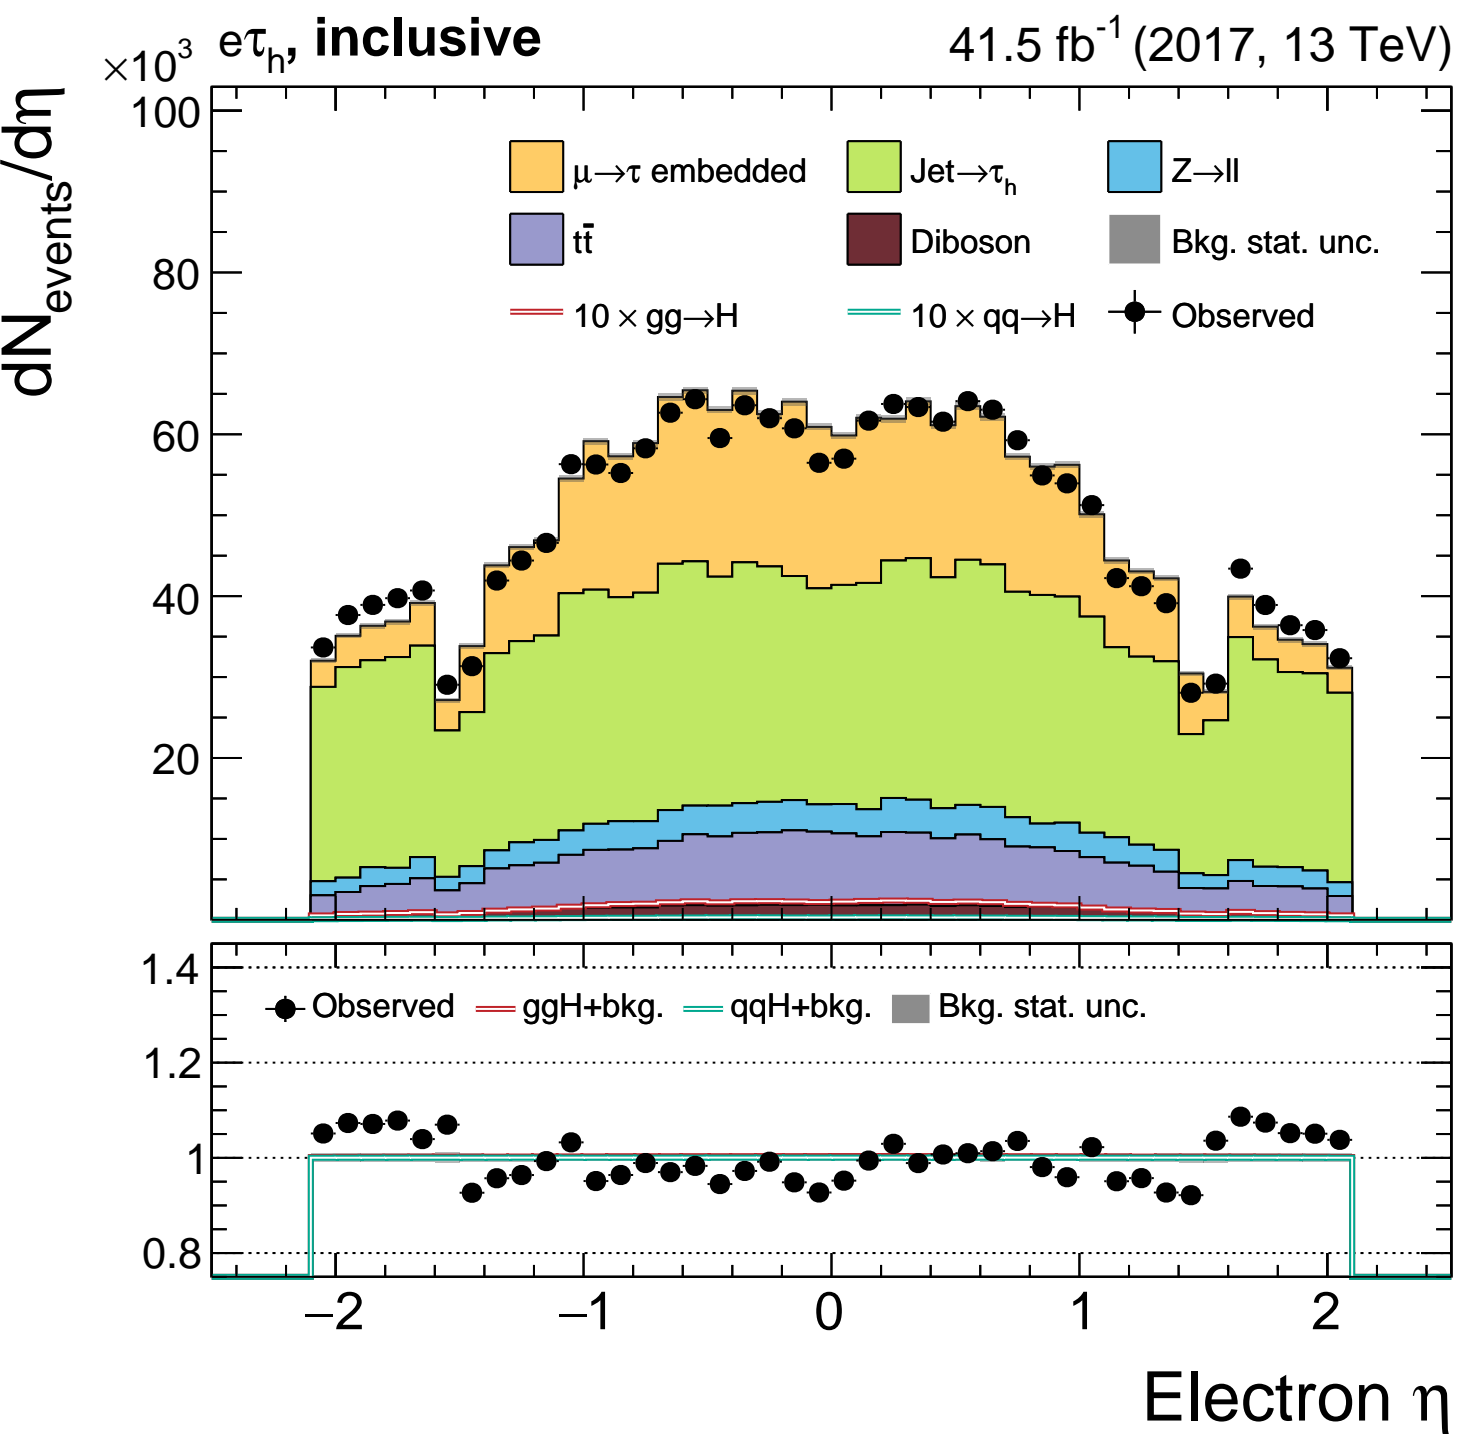 ×10³ eτₕ, inclusive 41.5 fb⁻¹ (2017, 13 TeV)
dN_events/dη
100
μ→τ embedded Jet→τₕ Z→ll
tt̄ Diboson Bkg. stat. unc.
80
10 × gg→H 10 × qq→H Observed
60
40
20
1.4
Observed ggH+bkg. qqH+bkg. Bkg. stat. unc.
1.2
1
0.8
−2 −1 0 1 2
Electron η